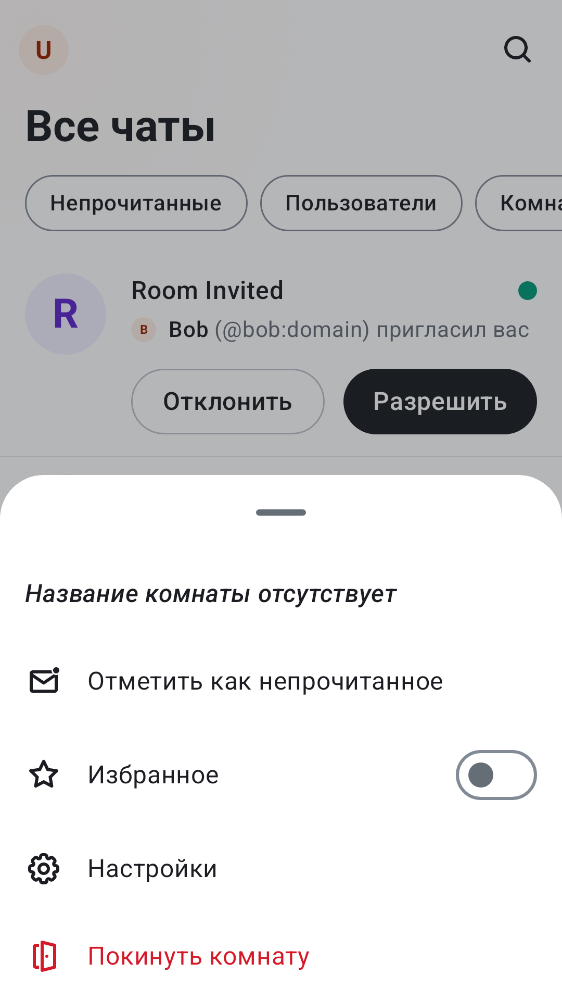 U
Все чаты
Непрочитанные Пользователи Комна
R
Room Invited
B Bob (@bob:domain) пригласил вас
Отклонить Разрешить
Название комнаты отсутствует
Отметить как непрочитанное
Избранное
Настройки
Покинуть комнату